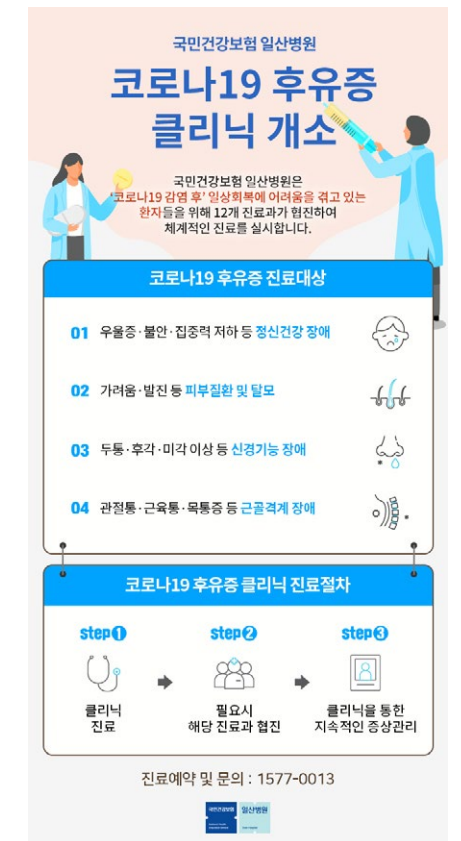 국민건강보험 일산병원
코로나19 후유증
클리닉 개소
국민건강보험 일산병원은
'코로나19 감염 후' 일상회복에 어려움을 겪고 있는
환자들을 위해 12개 진료과가 협진하여
체계적인 진료를 실시합니다.
코로나19 후유증 진료대상
01 우울증·불안·집중력 저하 등 정신건강 장애
02 가려움·발진 등 피부질환 및 탈모
03 두통·후각·미각 이상 등 신경기능 장애
04 관절통·근육통·목통증 등 근골격계 장애
코로나19 후유증 클리닉 진료절차
step1 step2 step3
클리닉
진료
필요시
해당 진료과 협진
클리닉을 통한
지속적인 증상관리
진료예약 및 문의 : 1577-0013
국민건강보험 일산병원